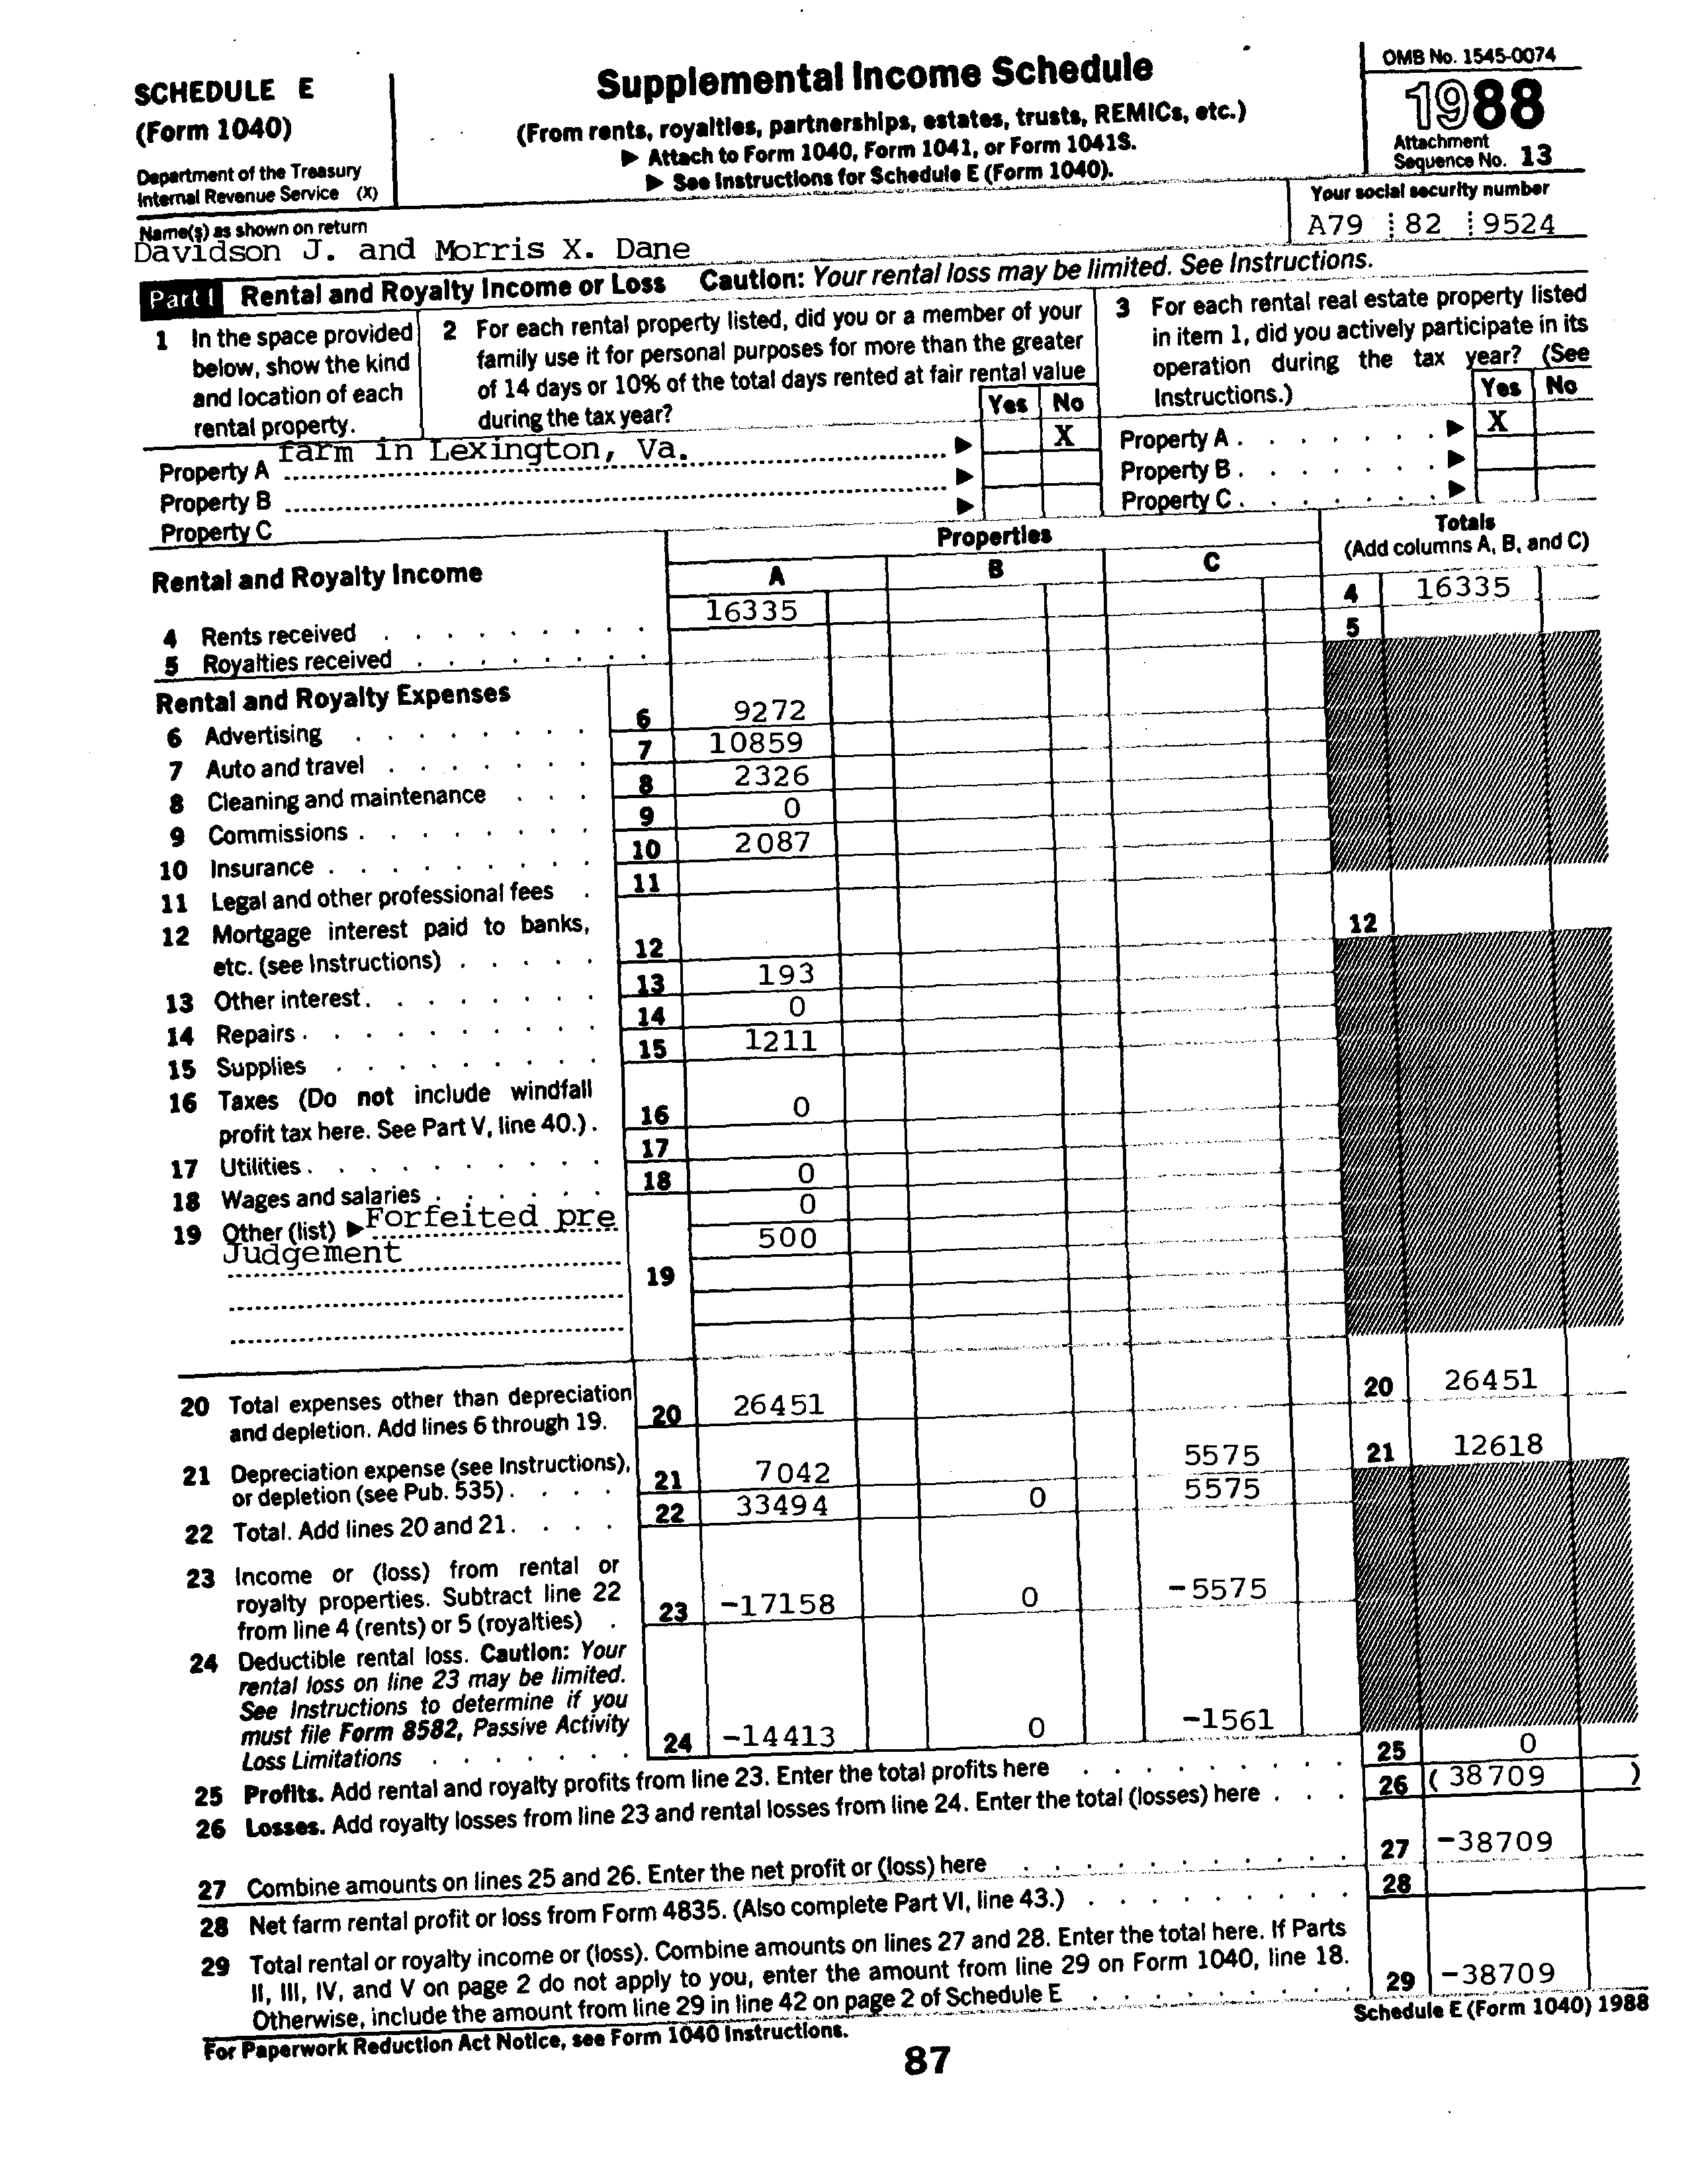 SCHEDULE E
(Form 1040)
Department of the Treasury
Internal Revenue Service (X)
Supplemental Income Schedule
(From rents, royalties, partnerships, estates, trusts, REMICs, etc.)
▶ Attach to Form 1040, Form 1041, or Form 1041S.
▶ See Instructions for Schedule E (Form 1040).
OMB No. 1545-0074
1988
Attachment
Sequence No. 13
Name(s) as shown on return
Davidson J. and Morris X. Dane
Your social security number
A79 82 9524
Part I Rental and Royalty Income or Loss Caution: Your rental loss may be limited. See Instructions.
1 In the space provided
below, show the kind
and location of each
rental property.
2 For each rental property listed, did you or a member of your
family use it for personal purposes for more than the greater
of 14 days or 10% of the total days rented at fair rental value
during the tax year?
Yes No
3 For each rental real estate property listed
in item 1, did you actively participate in its
operation during the tax year? (See
Instructions.)
Yes No
Property A farm in Lexington, Va. ▶ X Property A . . . . . . . ▶ X
Property B ▶ Property B . . . . . . . ▶
Property C ▶ Property C . . . . . . . ▶
Rental and Royalty Income
Properties
A B C
Totals
(Add columns A, B, and C)
4 Rents received . . . . . . . . . 16335 4 16335
5 Royalties received . . . . . . . . 5
Rental and Royalty Expenses
6 Advertising . . . . . . . . 6 9272
7 Auto and travel . . . . . . . 7 10859
8 Cleaning and maintenance . . . 8 2326
9 Commissions . . . . . . . . 9 0
10 Insurance . . . . . . . . . 10 2087
11 Legal and other professional fees . 11
12 Mortgage interest paid to banks,
etc. (see Instructions) . . . . . 12 12
13 Other interest . . . . . . . . 13 193
14 Repairs . . . . . . . . . . 14 0
15 Supplies . . . . . . . . . 15 1211
16 Taxes (Do not include windfall
profit tax here. See Part V, line 40.) . 16 0
17 Utilities . . . . . . . . . . 17
18 Wages and salaries . . . . . . 18 0
19 Other (list) ▶ Forfeited pre 0
Judgement 500
19
20 Total expenses other than depreciation
and depletion. Add lines 6 through 19. 20 26451 20 26451
21 Depreciation expense (see Instructions),
or depletion (see Pub. 535) . . . . 21 7042 5575 21 12618
22 Total. Add lines 20 and 21 . . . . 22 33494 0 5575
23 Income or (loss) from rental or
royalty properties. Subtract line 22
from line 4 (rents) or 5 (royalties) . 23 -17158 0 -5575
24 Deductible rental loss. Caution: Your
rental loss on line 23 may be limited.
See Instructions to determine if you
must file Form 8582, Passive Activity
Loss Limitations . . . . . . . 24 -14413 0 -1561
25 Profits. Add rental and royalty profits from line 23. Enter the total profits here . . . . . . . . . 25 0
26 Losses. Add royalty losses from line 23 and rental losses from line 24. Enter the total (losses) here . . . 26 ( 38709 )
27 Combine amounts on lines 25 and 26. Enter the net profit or (loss) here . . . . . . . . . . . 27 -38709
28 Net farm rental profit or loss from Form 4835. (Also complete Part VI, line 43.) . . . . . . . . . 28
29 Total rental or royalty income or (loss). Combine amounts on lines 27 and 28. Enter the total here. If Parts
II, III, IV, and V on page 2 do not apply to you, enter the amount from line 29 on Form 1040, line 18.
Otherwise, include the amount from line 29 in line 42 on page 2 of Schedule E . . . . . . . . . 29 -38709
For Paperwork Reduction Act Notice, see Form 1040 Instructions.
Schedule E (Form 1040) 1988
87